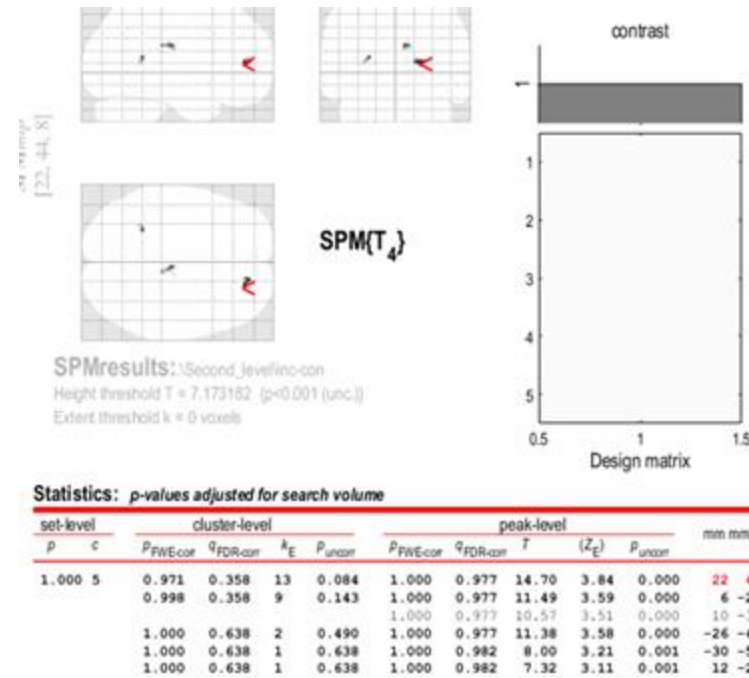 contrast
1
[22, 44, 8]
SPM{T4}
1
2
3
4
5
0.5 1 1.5
Design matrix
SPMresults: .\Second_level\inc-con
Height threshold T = 7.173182 {p<0.001 (unc.)}
Extent threshold k = 0 voxels
Statistics: p-values adjusted for search volume
set-level cluster-level peak-level mm mm
p c pFWE-corr qFDR-corr kE puncorr pFWE-corr qFDR-corr T (ZE) puncorr
1.000 5 0.971 0.358 13 0.084 1.000 0.977 14.70 3.84 0.000 22
0.998 0.358 9 0.143 1.000 0.977 11.49 3.59 0.000 6
1.000 0.977 10.57 3.51 0.000 10
1.000 0.638 2 0.490 1.000 0.977 11.38 3.58 0.000 -26
1.000 0.638 1 0.638 1.000 0.982 8.00 3.21 0.001 -30
1.000 0.638 1 0.638 1.000 0.982 7.32 3.11 0.001 12